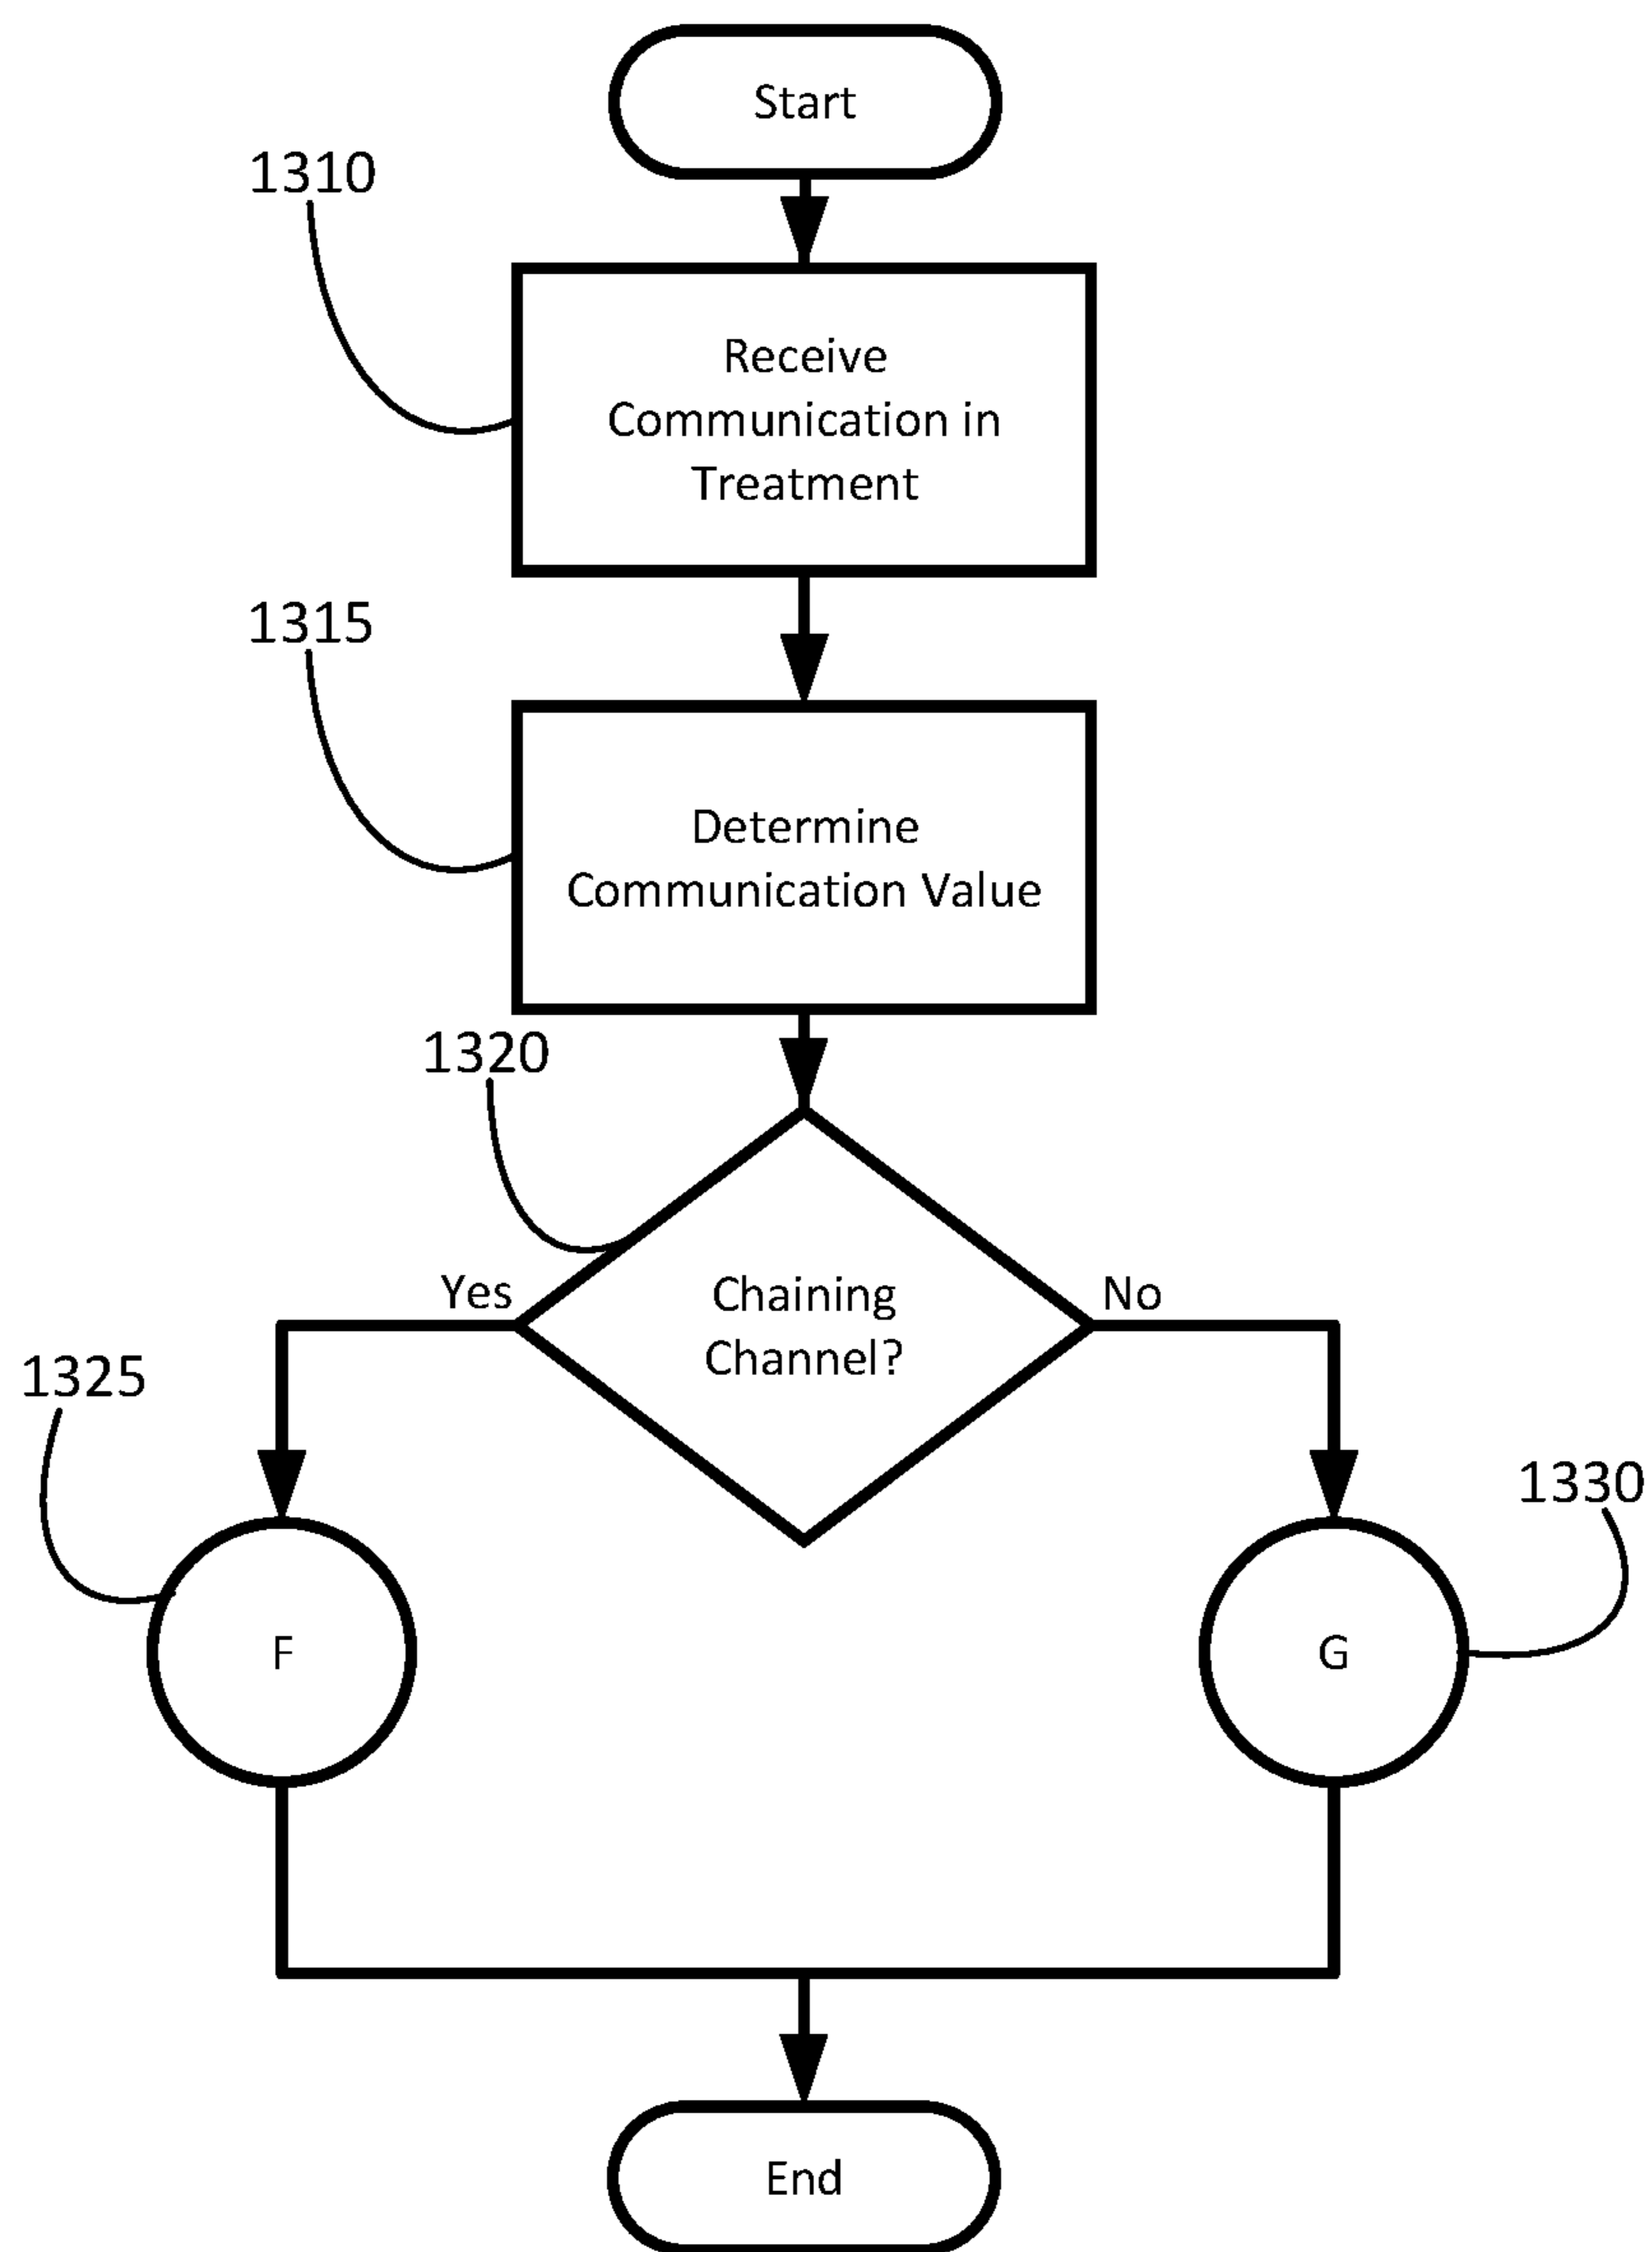 Start
1310
Receive
Communication in
Treatment
1315
Determine
Communication Value
1320
Yes
Chaining
Channel?
No
1325
1330
F
G
End